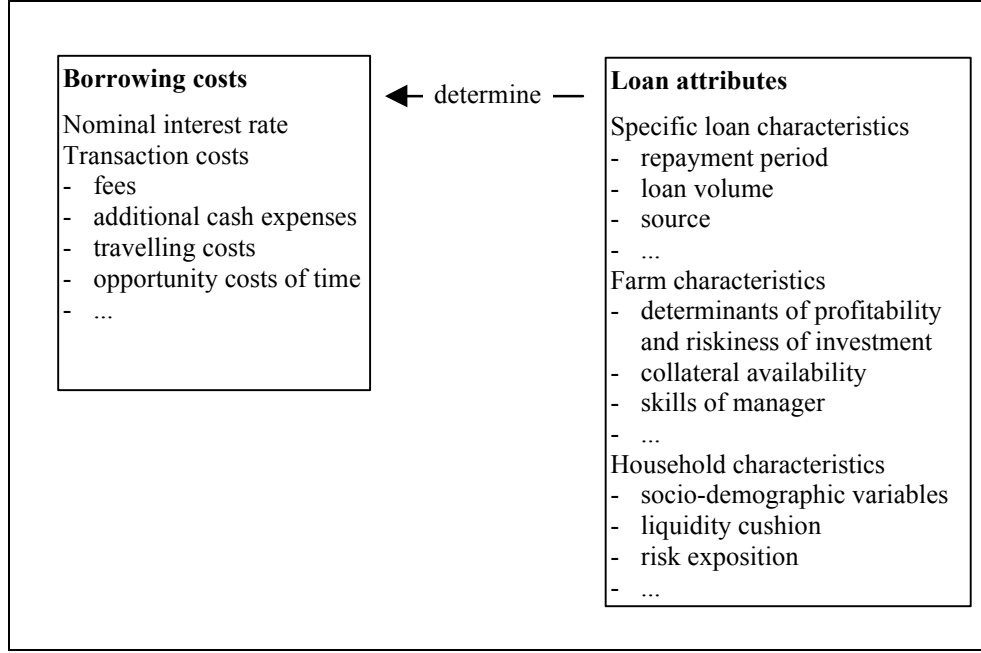 Borrowing costs
Nominal interest rate
Transaction costs
- fees
- additional cash expenses
- travelling costs
- opportunity costs of time
- ...
determine
Loan attributes
Specific loan characteristics
- repayment period
- loan volume
- source
- ...
Farm characteristics
- determinants of profitability
and riskiness of investment
- collateral availability
- skills of manager
- ...
Household characteristics
- socio-demographic variables
- liquidity cushion
- risk exposition
- ...